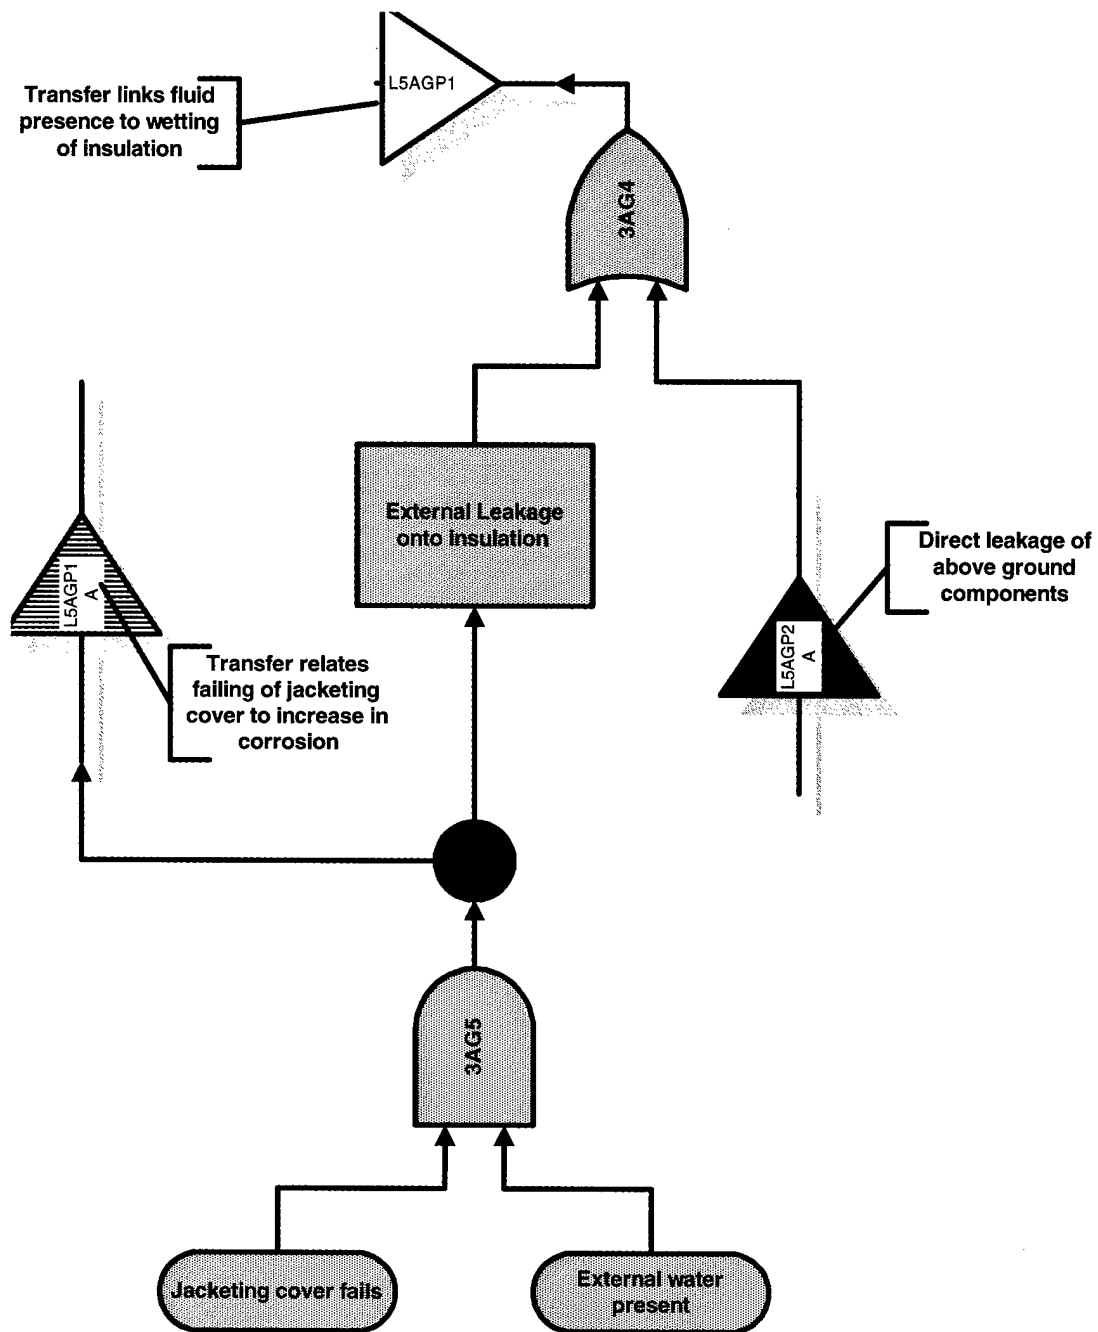 L5AGP1
Transfer links fluid
presence to wetting
of insulation
3AG4
External Leakage
onto insulation
Direct leakage of
above ground
components
L5AGP1
A
L5AGP2
A
Transfer relates
failing of jacketing
cover to increase in
corrosion
3AG5
Jacketing cover fails
External water
present